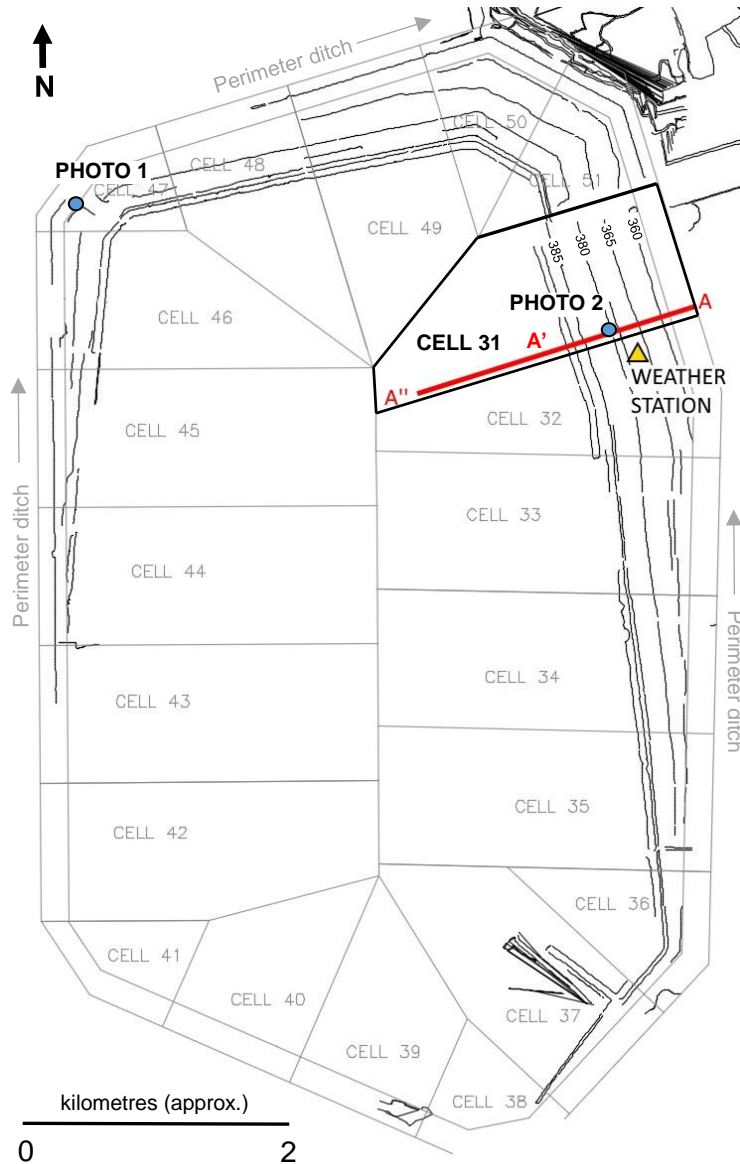 N
Perimeter ditch
PHOTO 1
CELL 47
CELL 48
CELL 50
CELL 51
CELL 49
360
365
380
385
CELL 46
PHOTO 2
A
CELL 31
A'
A"
WEATHER
STATION
CELL 45
CELL 32
CELL 33
Perimeter ditch
CELL 44
CELL 34
Perimeter ditch
CELL 43
CELL 42
CELL 35
CELL 36
CELL 41
CELL 40
CELL 37
CELL 39
CELL 38
kilometres (approx.)
0 2